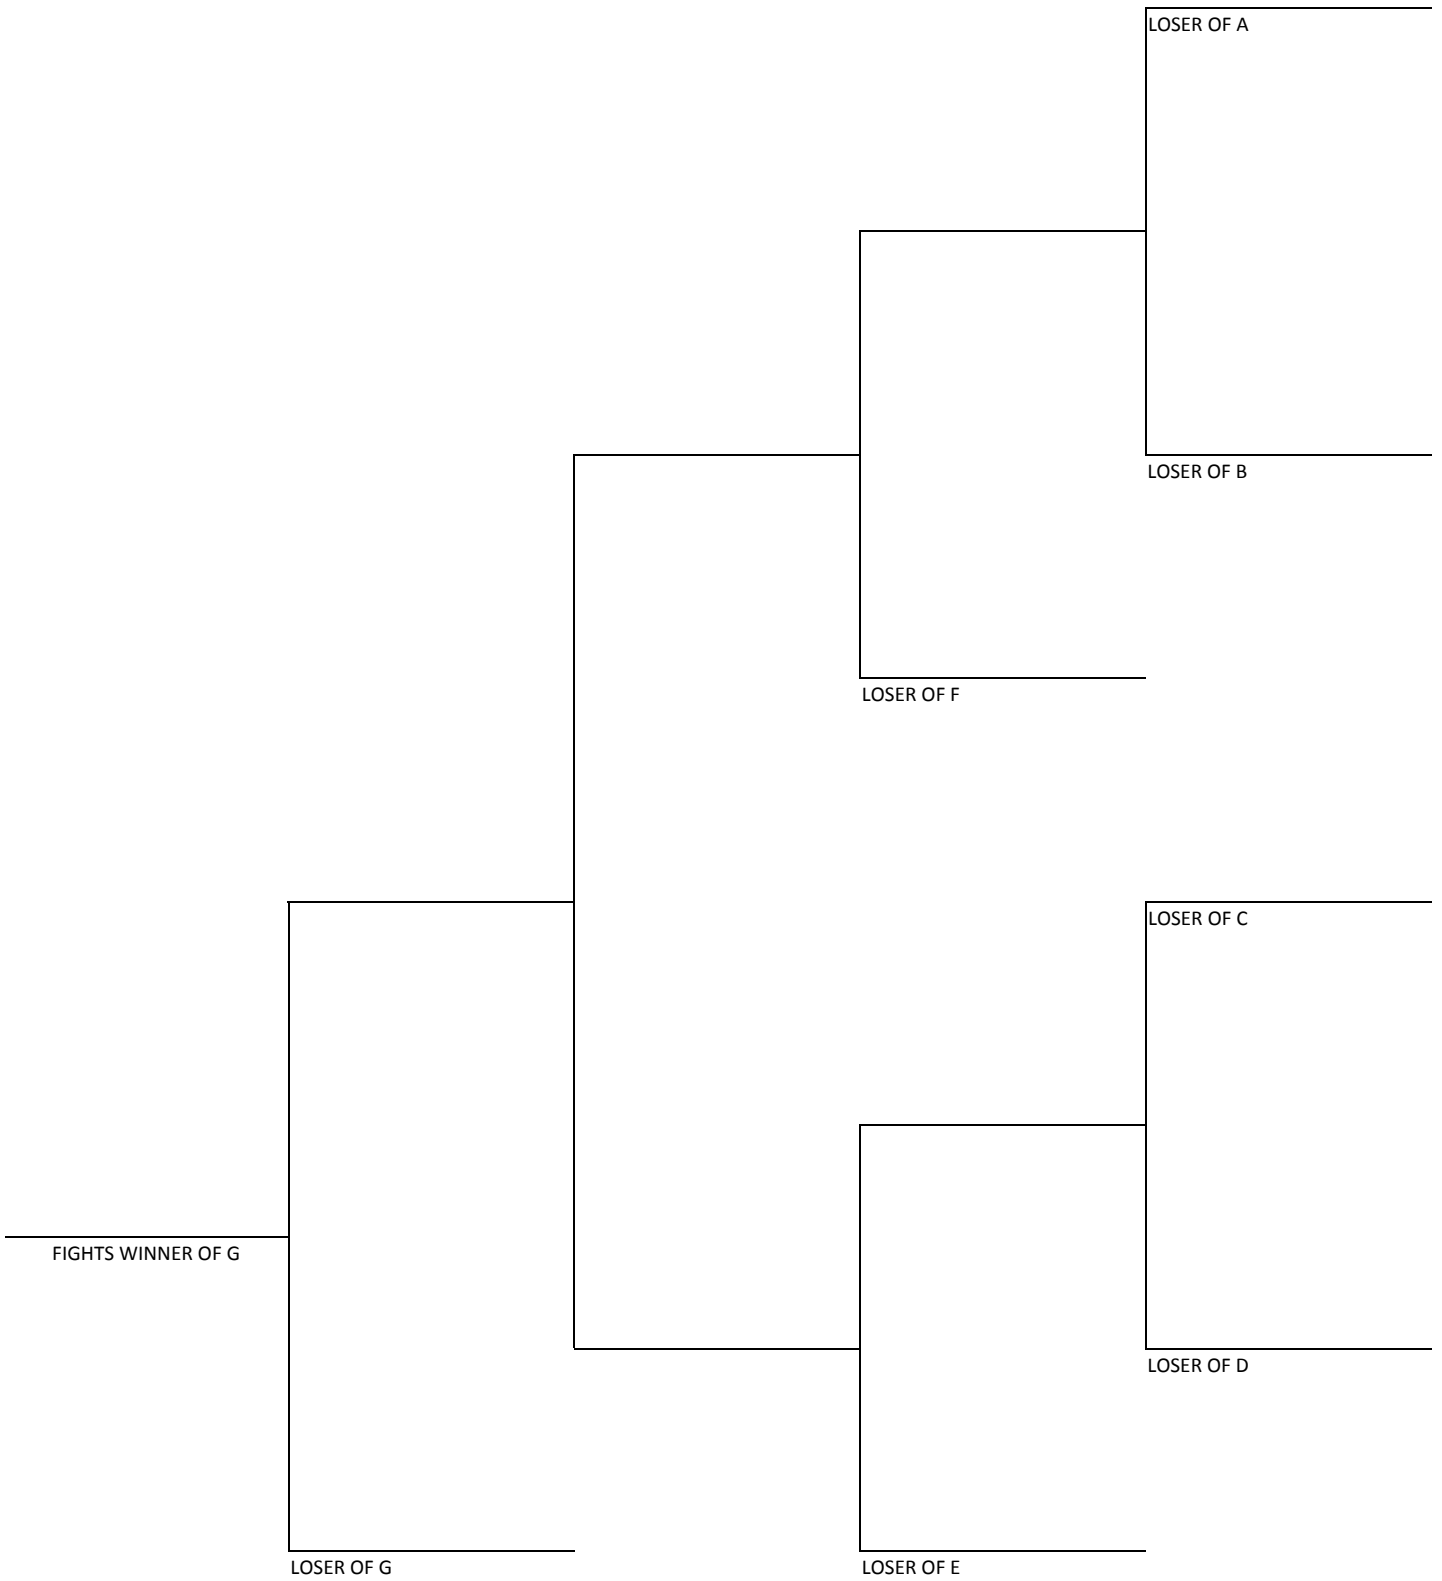 LOSER OF A
LOSER OF B
LOSER OF F
LOSER OF C
FIGHTS WINNER OF G
LOSER OF D
LOSER OF G
LOSER OF E